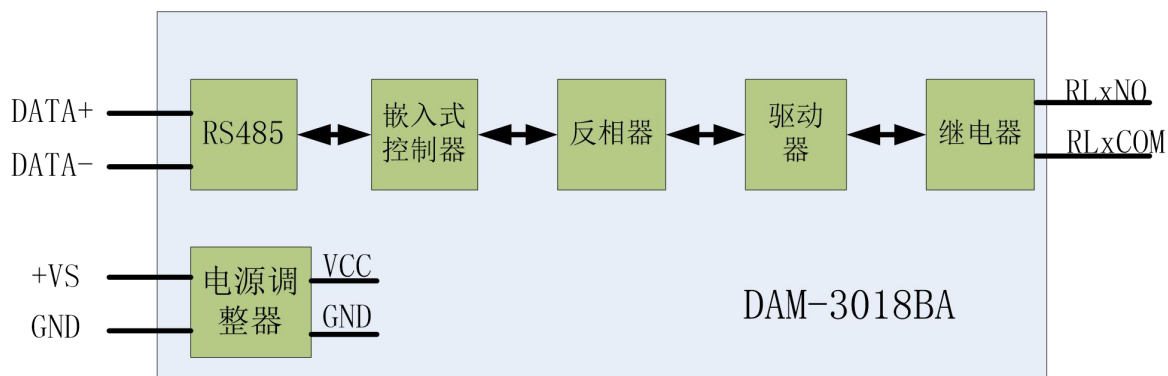 DATA+
DATA-
RS485
嵌入式
控制器
反相器
驱动
器
继电器
RLxNO
RLxCOM
+VS
GND
电源调
整器
VCC
GND
DAM-3018BA